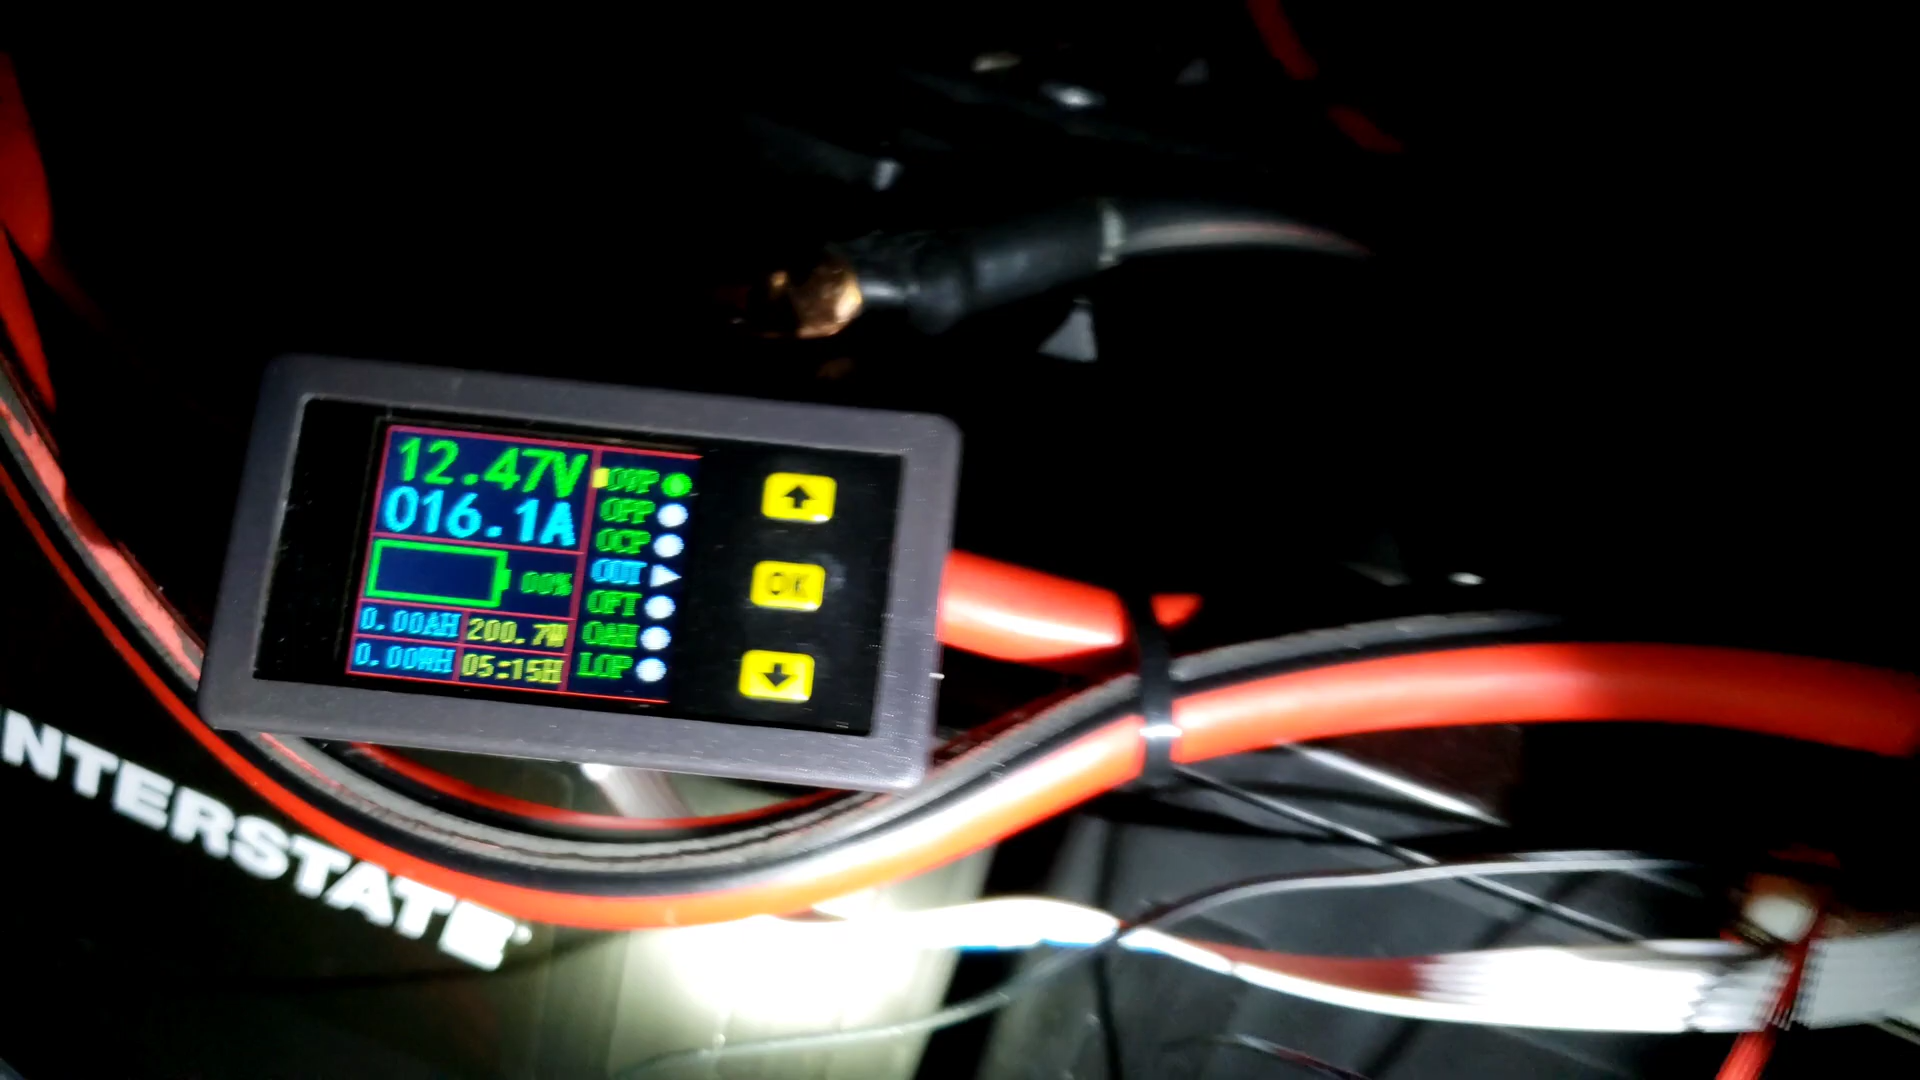 12.47V
016.1A
00%
0.00AH 200.7W
0.00WH 05:15H
OVP
OPP
OCP
OUT
OPT
OAH
LOP
OK
NTERSTATE